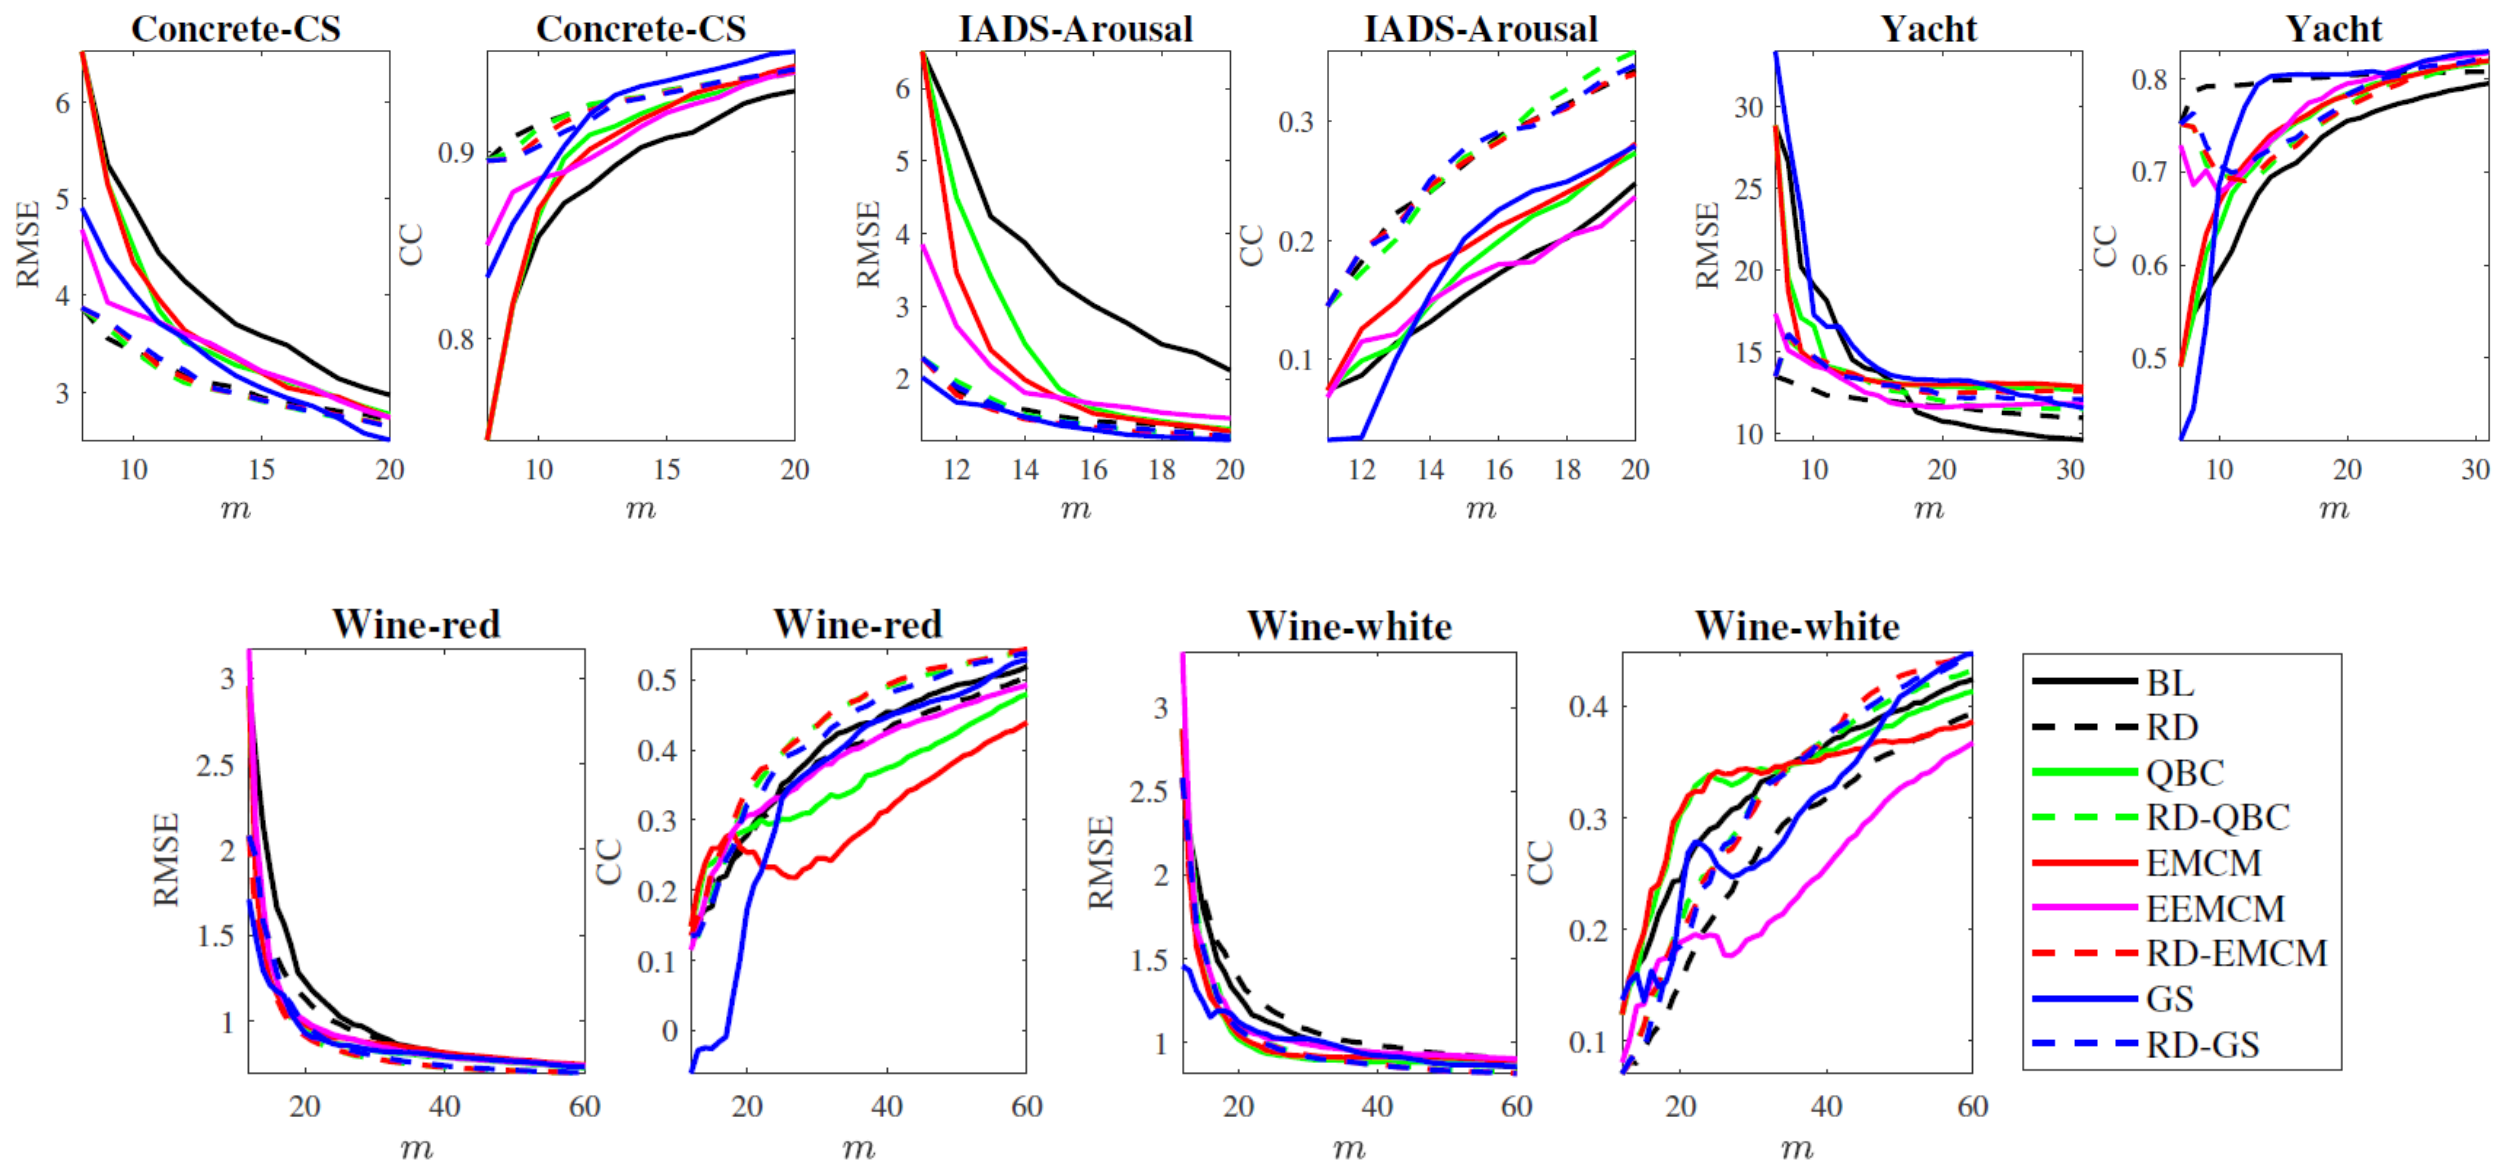 Concrete-CS
RMSE
6
5
4
3
10 15 20
m
Concrete-CS
CC
0.9
0.8
10 15 20
m
IADS-Arousal
RMSE
6
5
4
3
2
12 14 16 18 20
m
IADS-Arousal
CC
0.3
0.2
0.1
12 14 16 18 20
m
Yacht
RMSE
30
25
20
15
10
10 20 30
m
Yacht
CC
0.8
0.7
0.6
0.5
10 20 30
m
Wine-red
RMSE
3
2.5
2
1.5
1
20 40 60
m
Wine-red
CC
0.5
0.4
0.3
0.2
0.1
0
20 40 60
m
Wine-white
RMSE
3
2.5
2
1.5
1
20 40 60
m
Wine-white
CC
0.4
0.3
0.2
0.1
20 40 60
m
BL
RD
QBC
RD-QBC
EMCM
EEMCM
RD-EMCM
GS
RD-GS